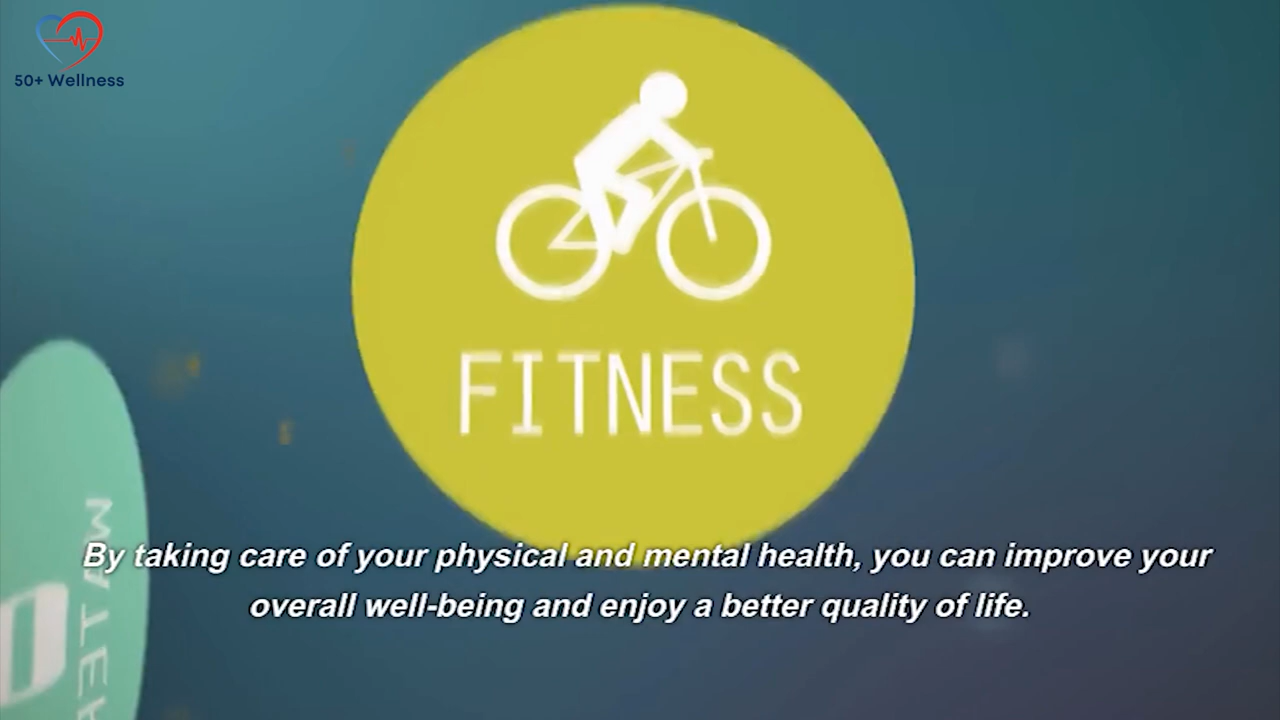 50+ Wellness
FITNESS
By taking care of your physical and mental health, you can improve your
overall well-being and enjoy a better quality of life.